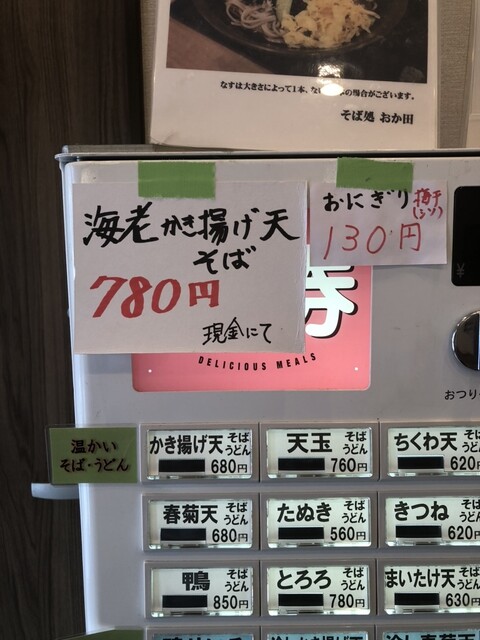 なすは大きさによって1本、
の場合がございます。
そば処 おか田
海老かき揚げ天
そば
780円
現金にて
おにぎり 梅干
(シソ)
130円
券
DELICIOUS MEALS
¥
おつり
温かい
そば・うどん
かき揚げ天 そば うどん
680円
天玉 そば うどん
760円
ちくわ天 そば うどん
620円
春菊天 そば うどん
680円
たぬき そば うどん
560円
きつね そば うどん
620円
鴨 そば うどん
850円
とろろ そば うどん
780円
まいたけ天 そば うどん
630円